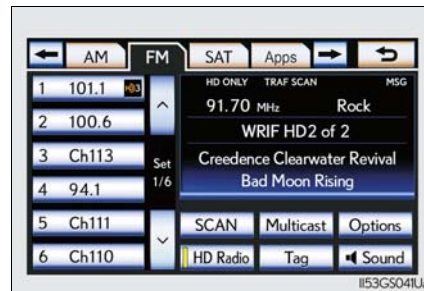 AM FM SAT Apps
1 101.1 3
2 100.6
3 Ch113
4 94.1
5 Ch111
6 Ch110
Set
1/6
HD ONLY TRAF SCAN MSG
91.70 MHz Rock
WRIF HD2 of 2
Creedence Clearwater Revival
Bad Moon Rising
SCAN Multicast Options
HD Radio Tag Sound
II53GS041U